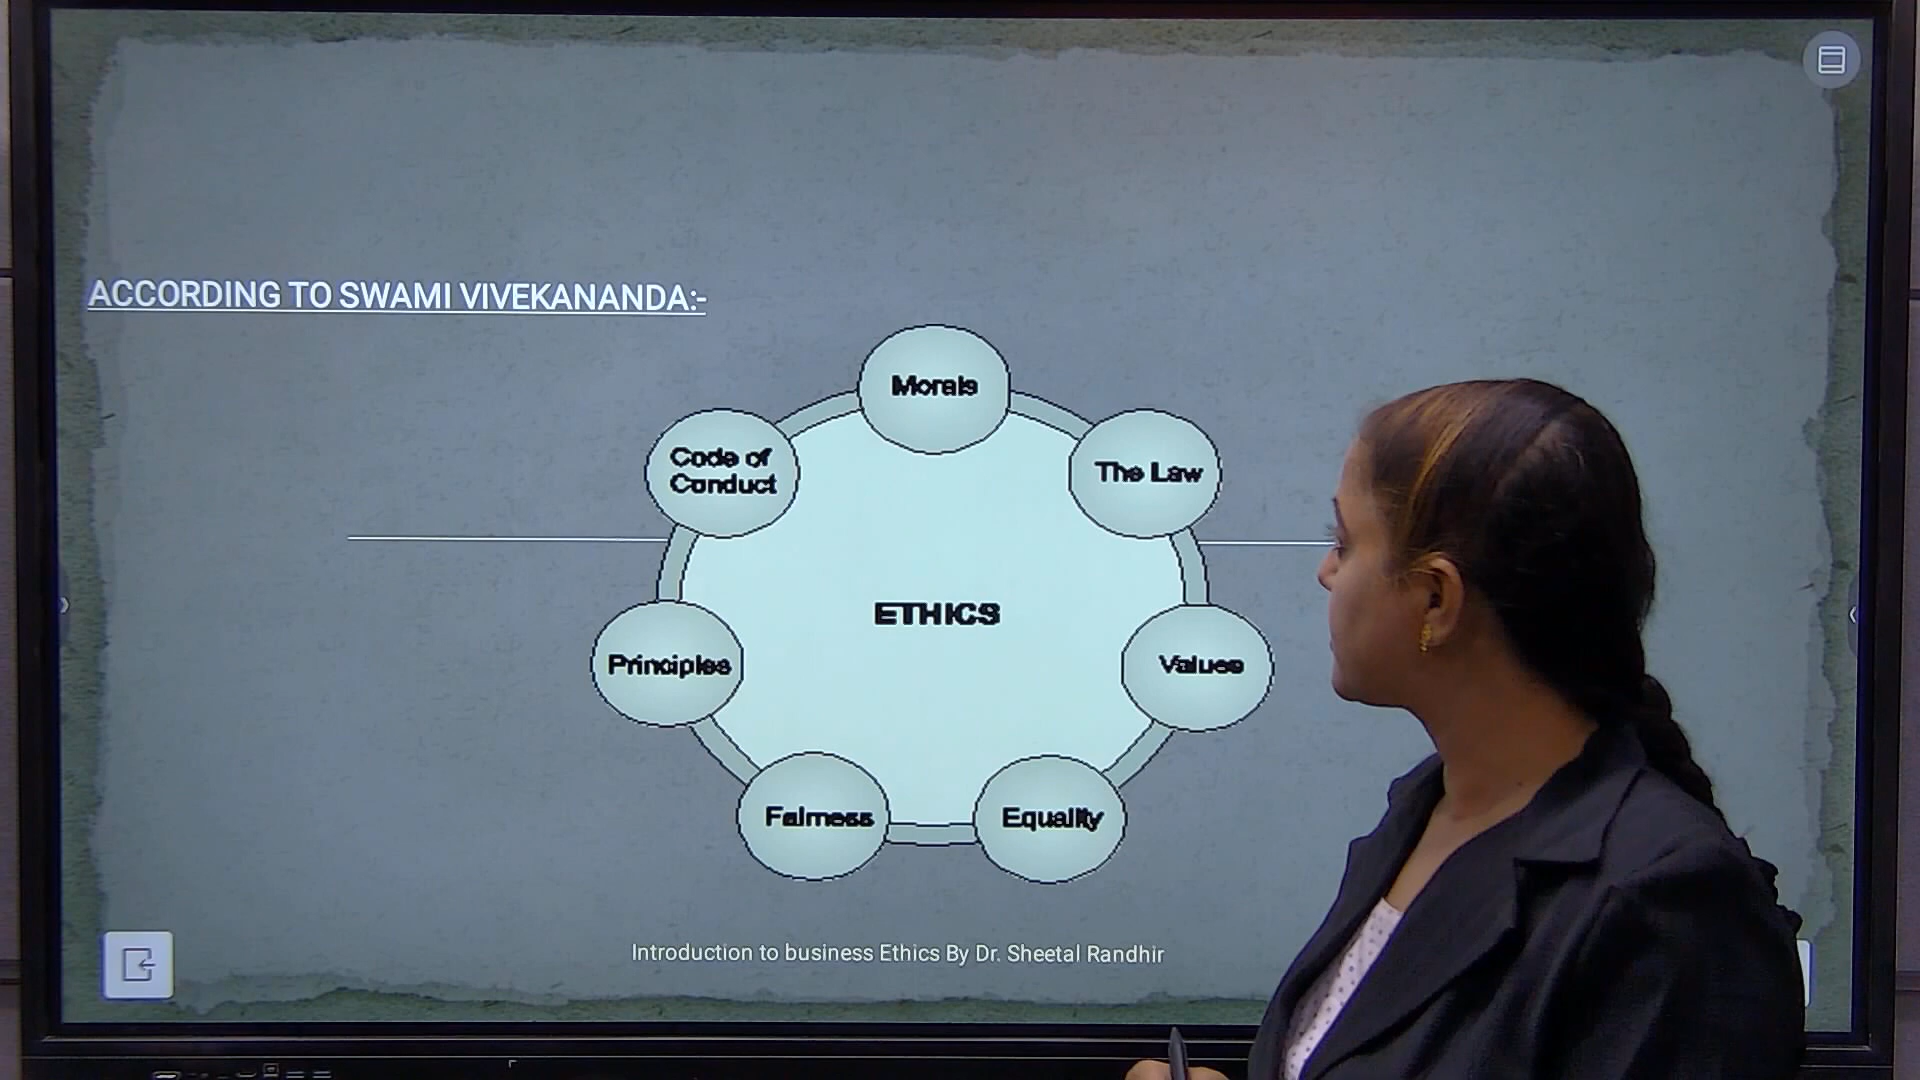 ACCORDING TO SWAMI VIVEKANANDA:-
Morals
Code of
Conduct
The Law
ETHICS
Principles
Values
Fairness
Equality
Introduction to business Ethics By Dr. Sheetal Randhir